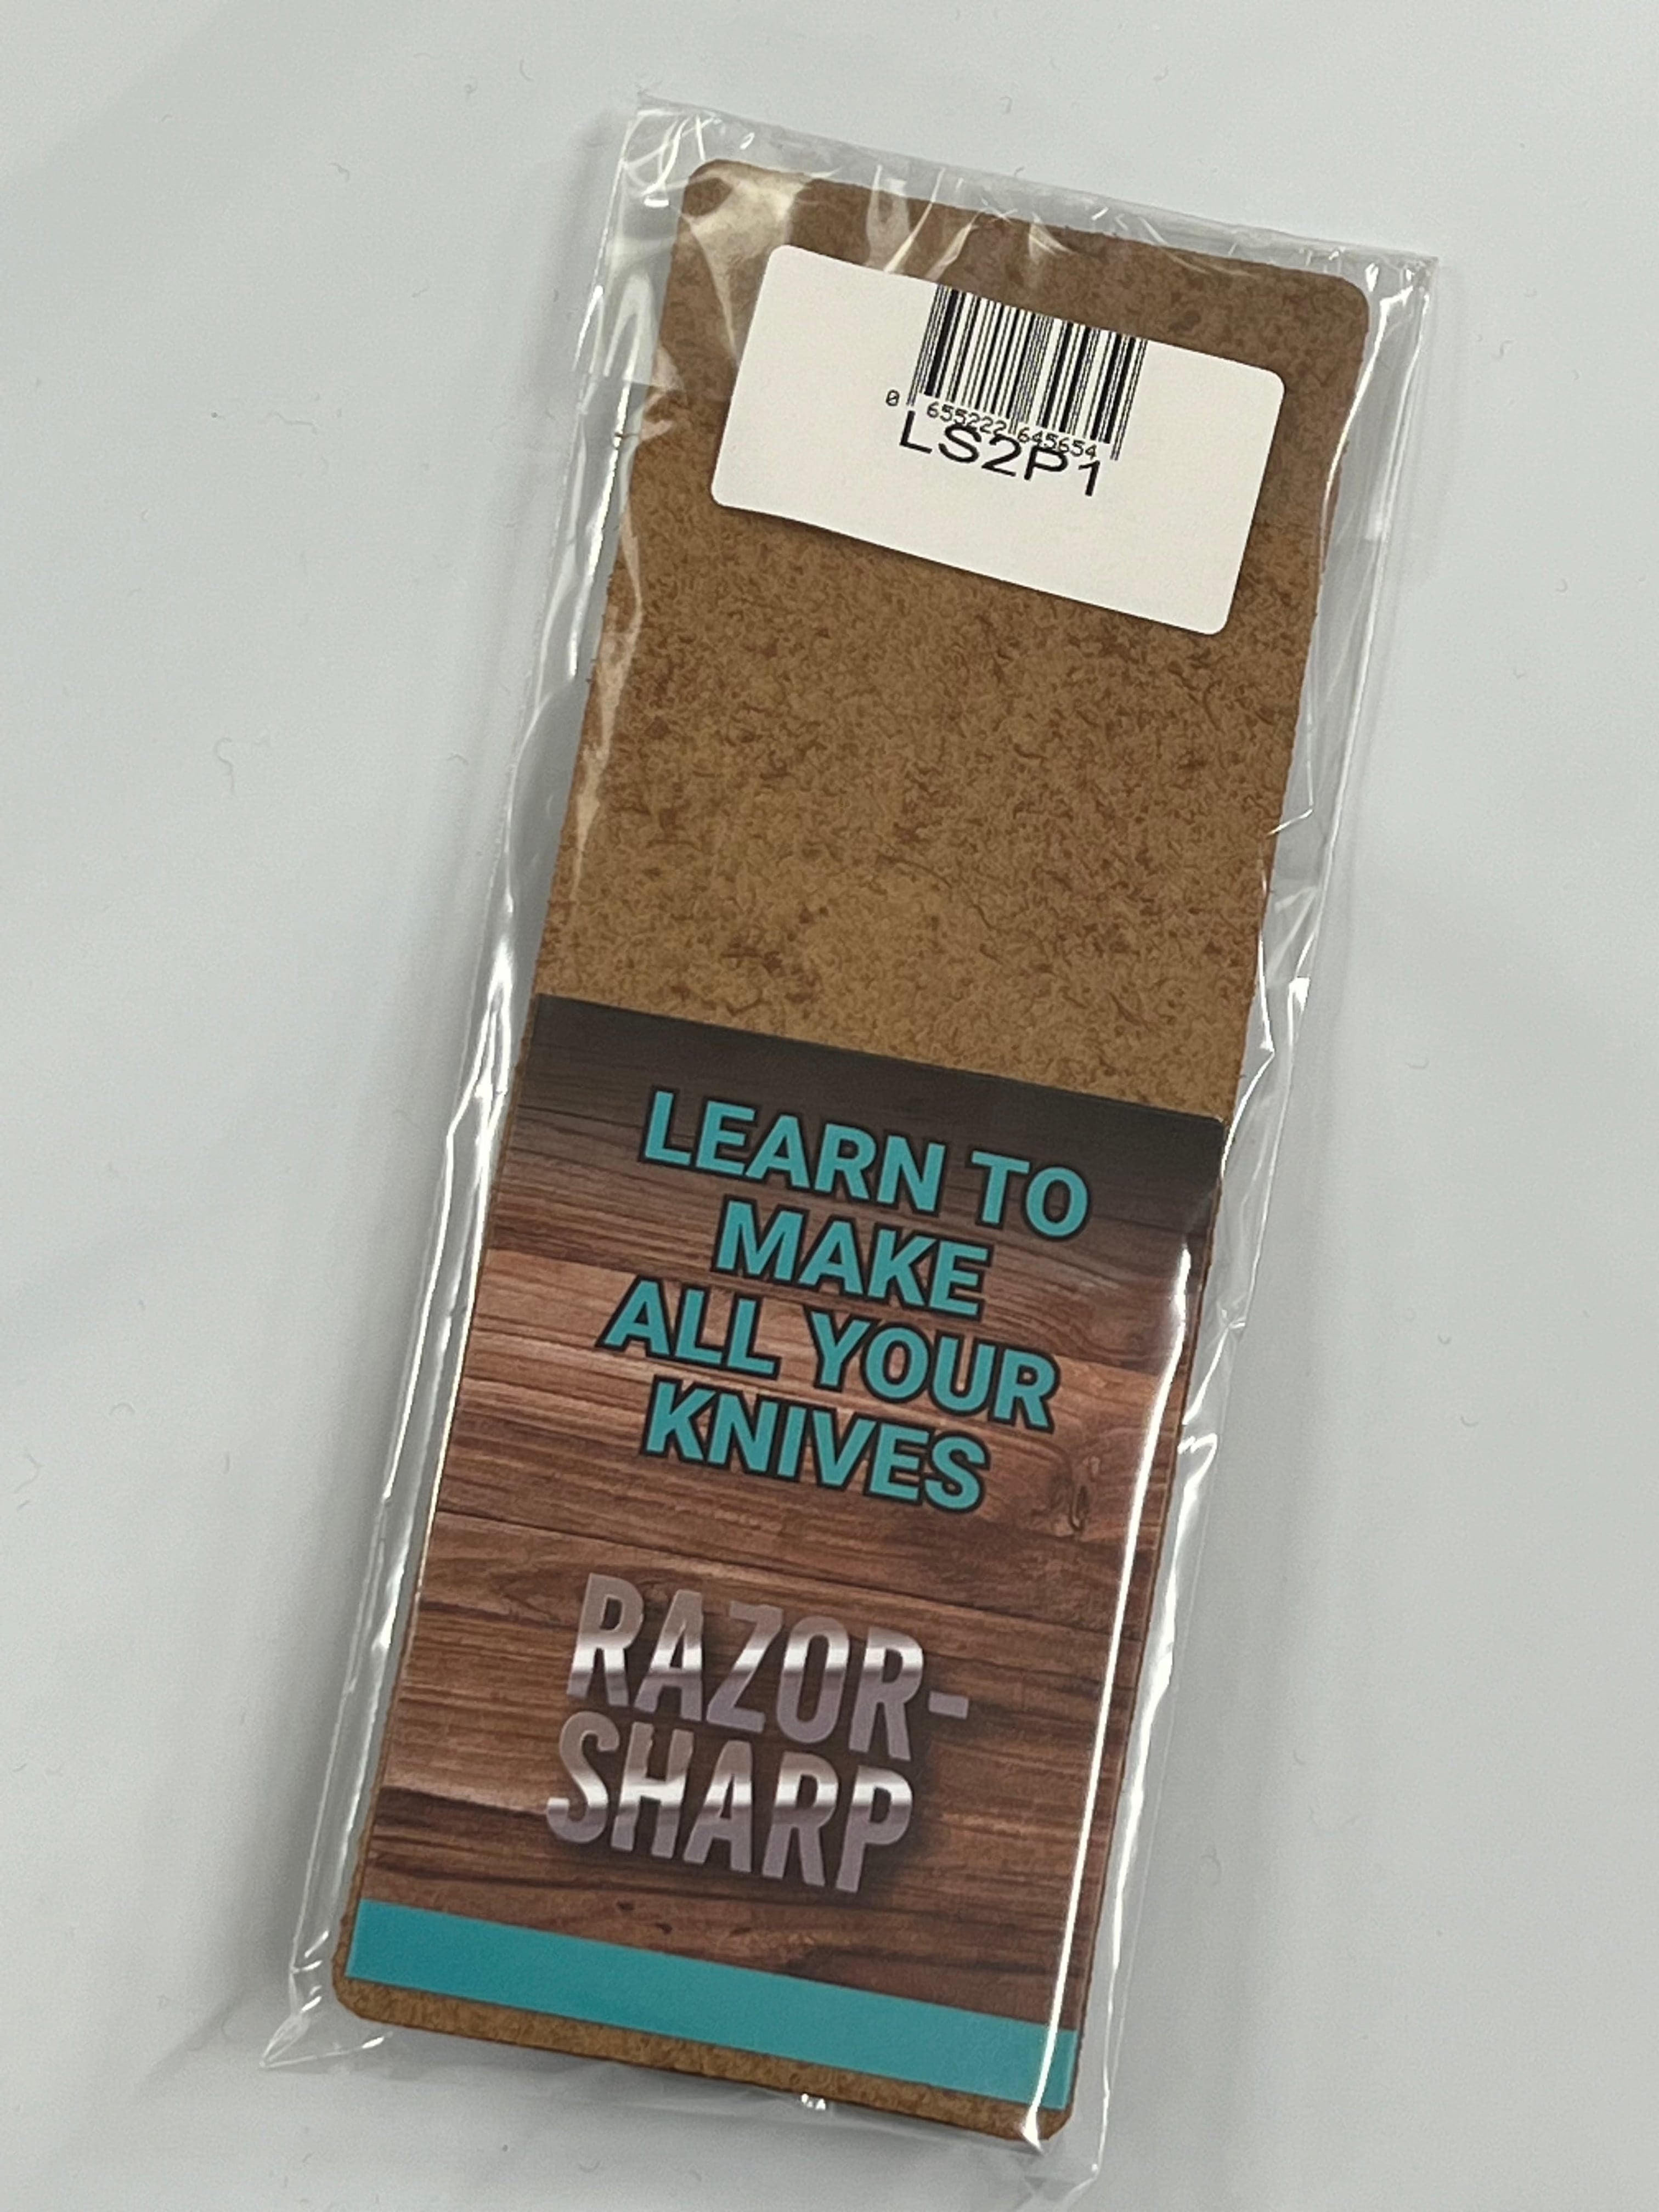 0 655222 645654
LS2P1
LEARN TO
MAKE
ALL YOUR
KNIVES
RAZOR-
SHARP